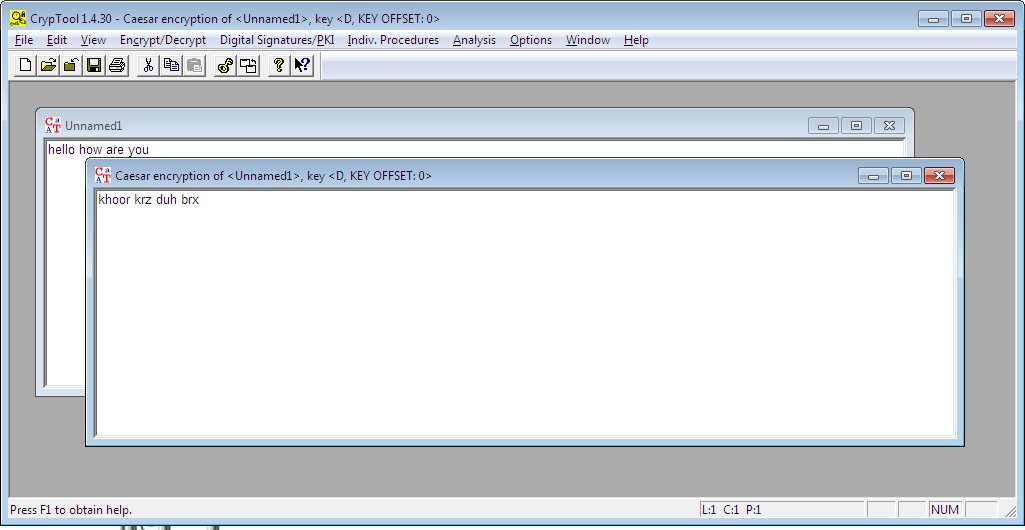 CrypTool 1.4.30 - Caesar encryption of <Unnamed1>, key <D, KEY OFFSET: 0>
File Edit View Encrypt/Decrypt Digital Signatures/PKI Indiv. Procedures Analysis Options Window Help
Unnamed1
hello how are you
Caesar encryption of <Unnamed1>, key <D, KEY OFFSET: 0>
khoor krz duh brx
Press F1 to obtain help. L:1 C:1 P:1 NUM